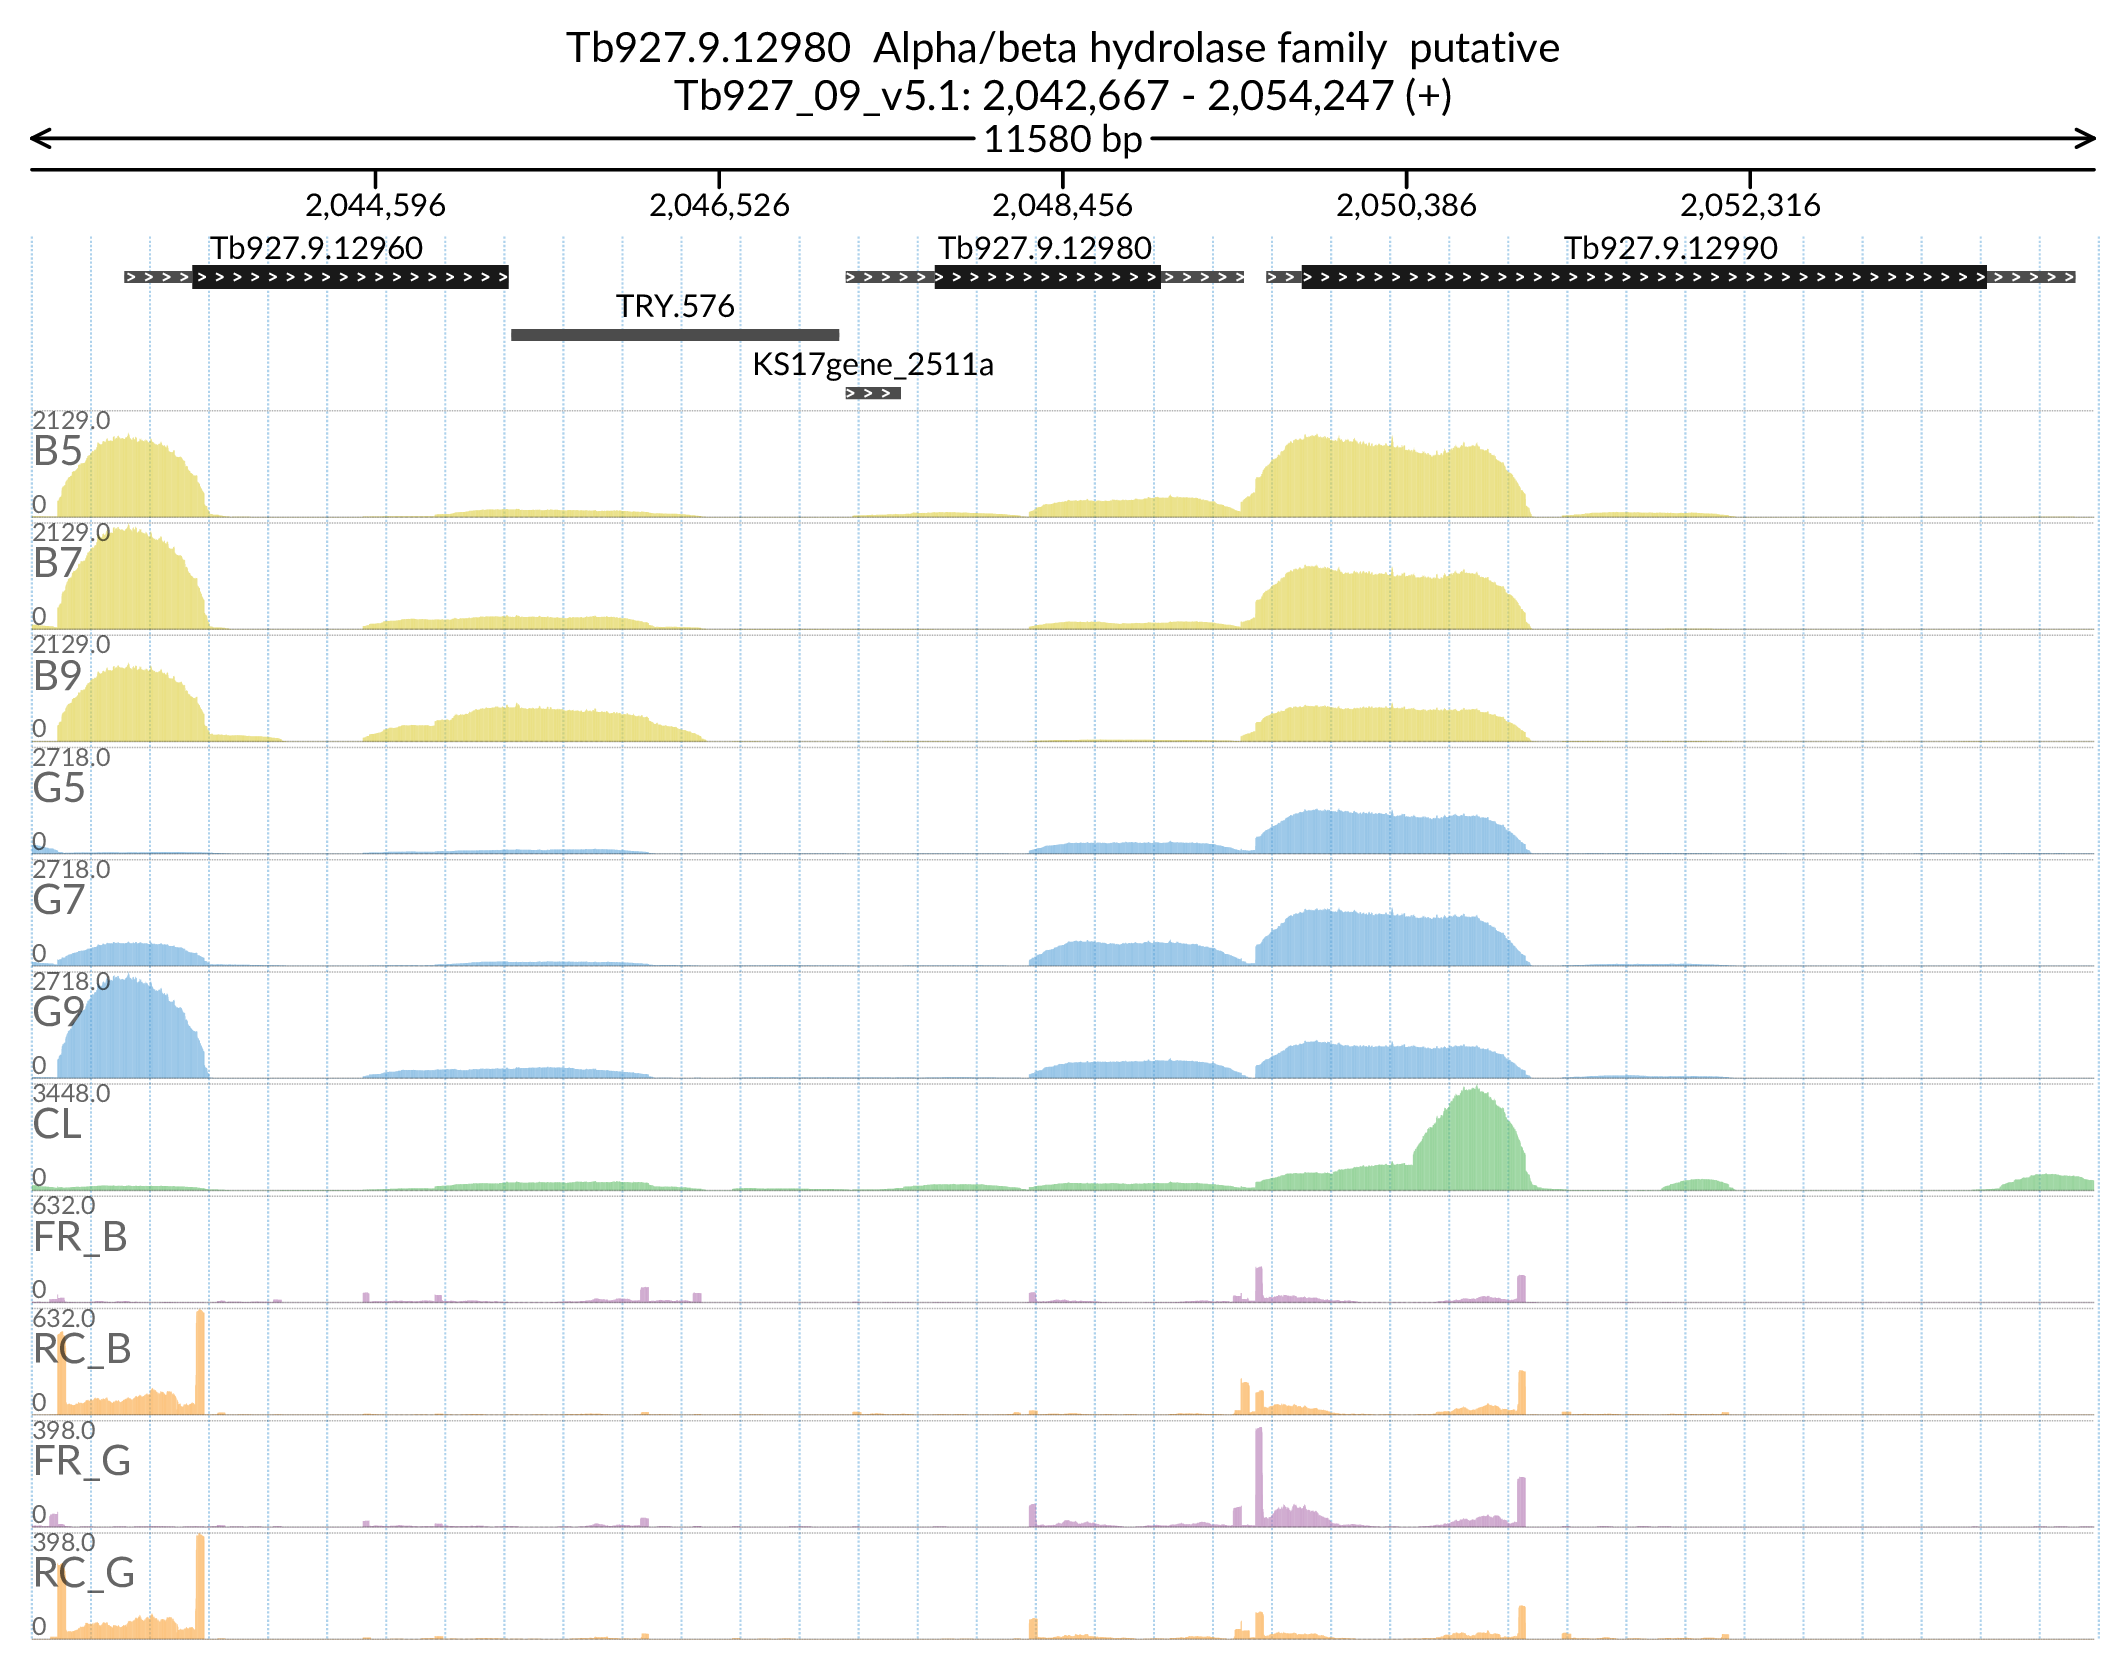 Tb927.9.12980  Alpha/beta hydrolase family  putative
Tb927_09_v5.1: 2,042,667 - 2,054,247 (+)
11580 bp
2,044,596 2,046,526 2,048,456 2,050,386 2,052,316
Tb927.9.12960 Tb927.9.12980 Tb927.9.12990
TRY.576
KS17gene_2511a
2129.0
B5
0
2129.0
B7
0
2129.0
B9
0
2718.0
G5
0
2718.0
G7
0
2718.0
G9
0
3448.0
CL
0
632.0
FR_B
0
632.0
RC_B
0
398.0
FR_G
0
398.0
RC_G
0